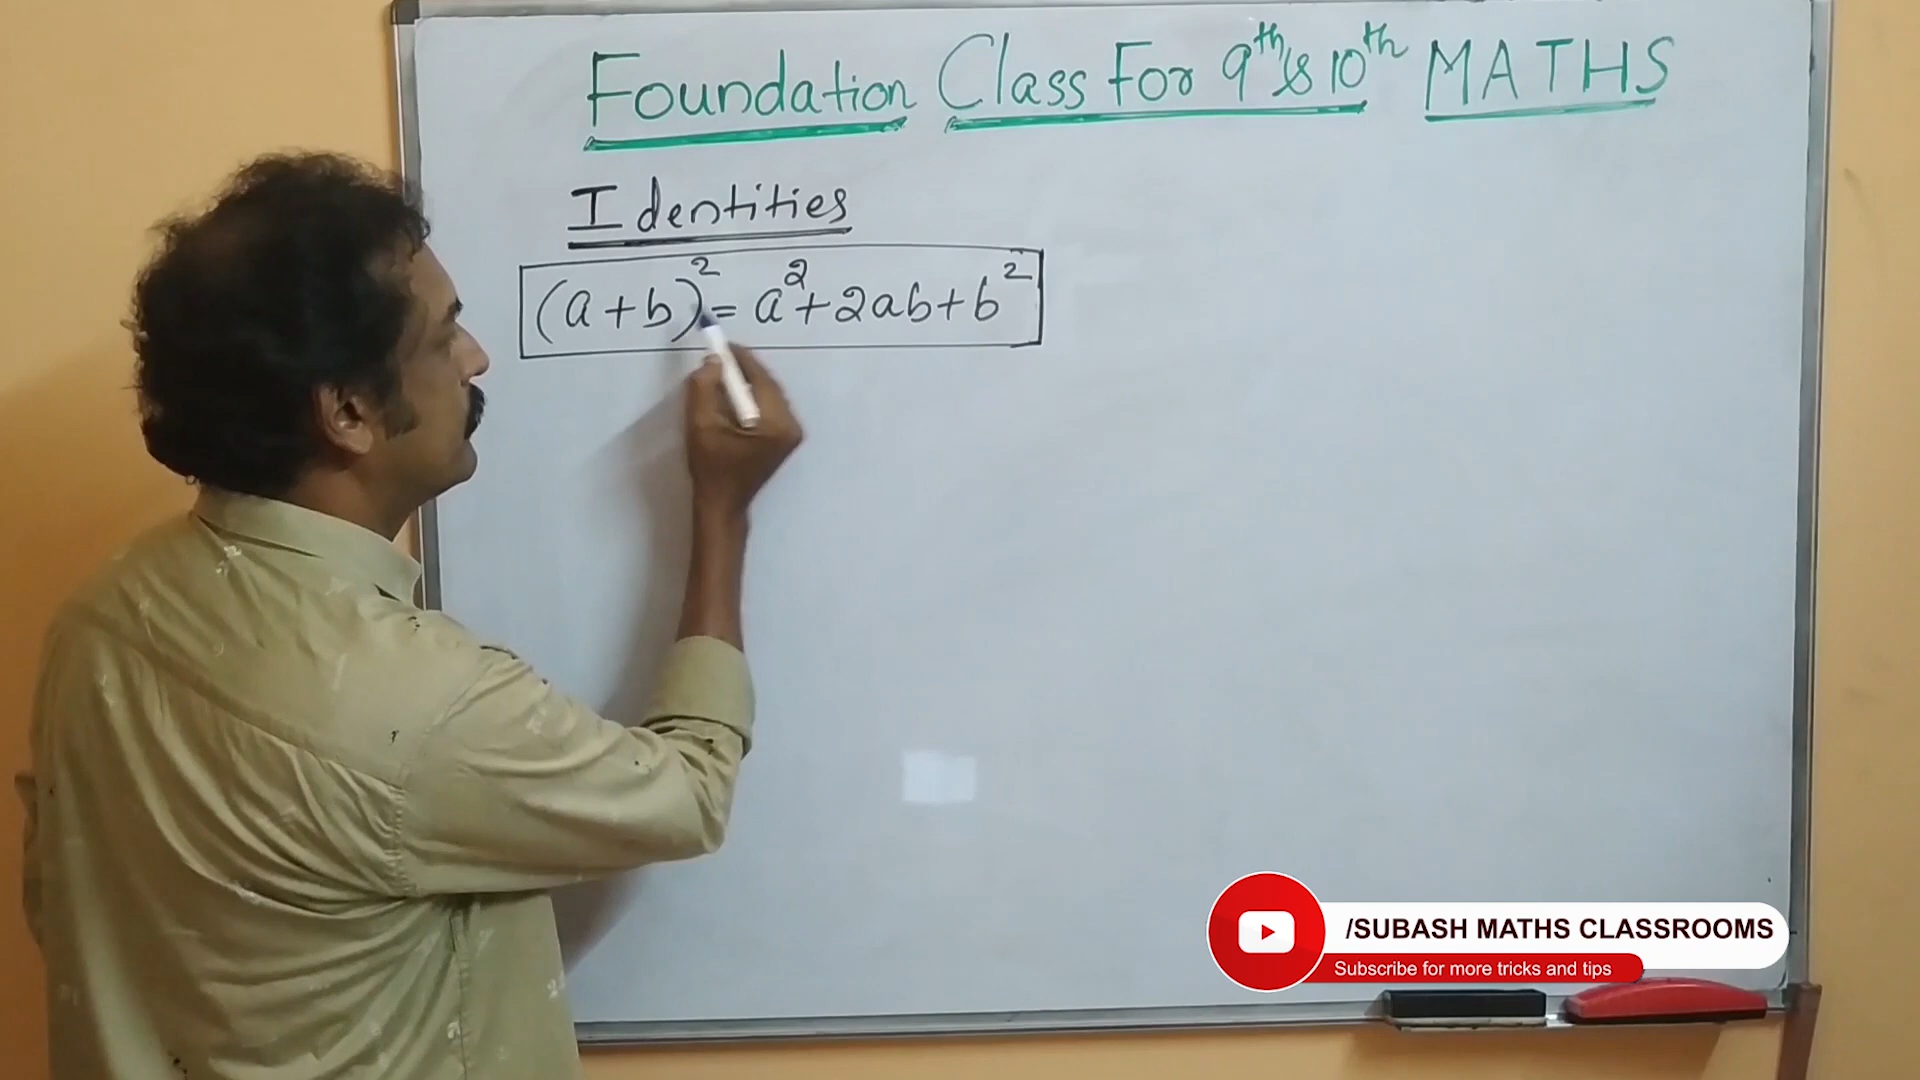 Foundation Class For 9th & 10th MATHS
Identities
(a+b)² = a²+2ab+b²
/SUBASH MATHS CLASSROOMS
Subscribe for more tricks and tips